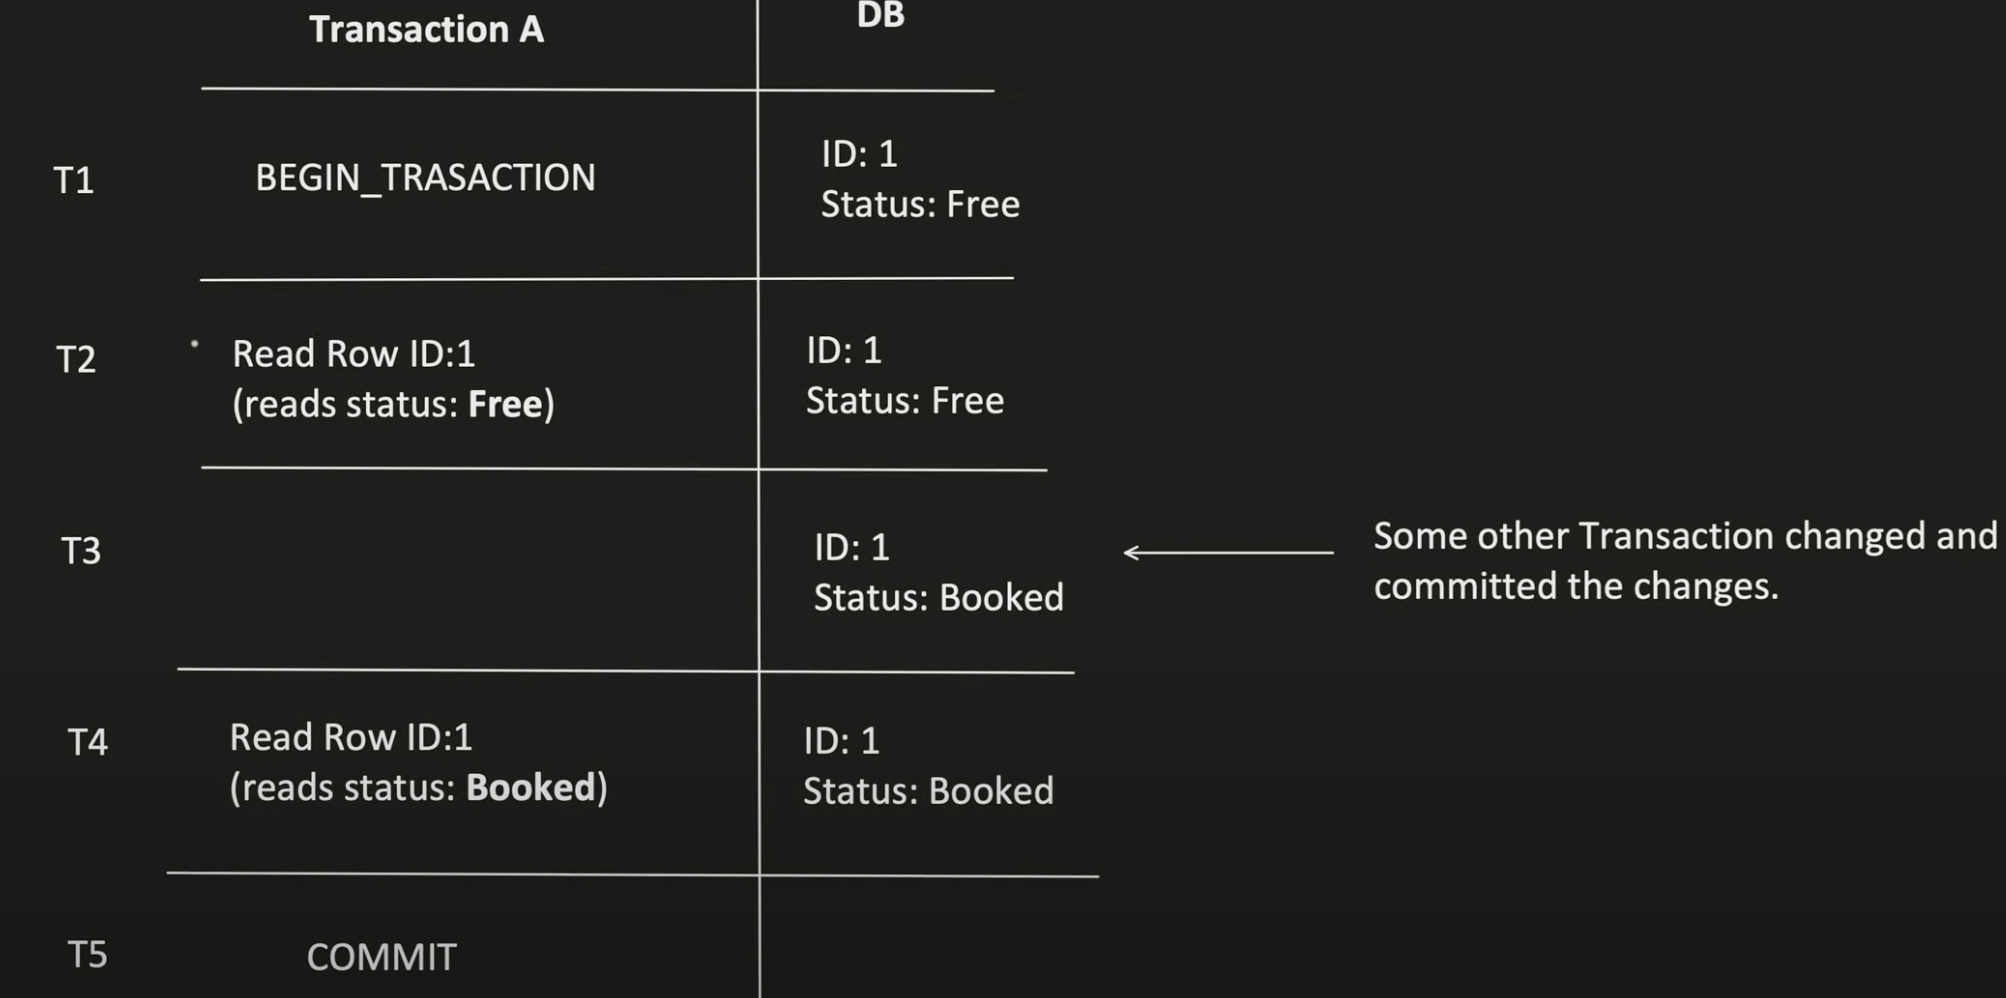 Transaction A
DB
T1
BEGIN_TRASACTION
ID: 1
Status: Free
T2
Read Row ID:1
(reads status: Free)
ID: 1
Status: Free
T3
ID: 1
Status: Booked
Some other Transaction changed and
committed the changes.
T4
Read Row ID:1
(reads status: Booked)
ID: 1
Status: Booked
T5
COMMIT